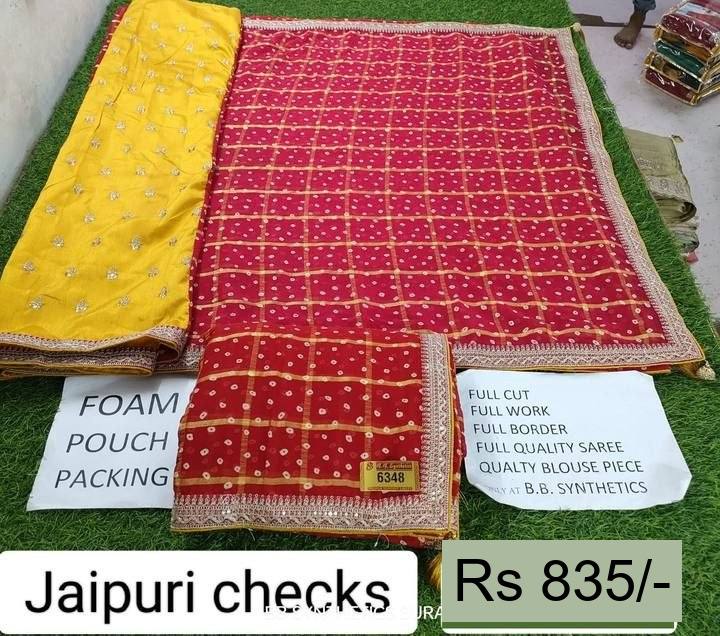 FOAM
POUCH
PACKING
FULL CUT
FULL WORK
FULL BORDER
FULL QUALITY SAREE
QUALTY BLOUSE PIECE
ONLY AT B.B. SYNTHETICS
6348
Jaipuri checks
Rs 835/-